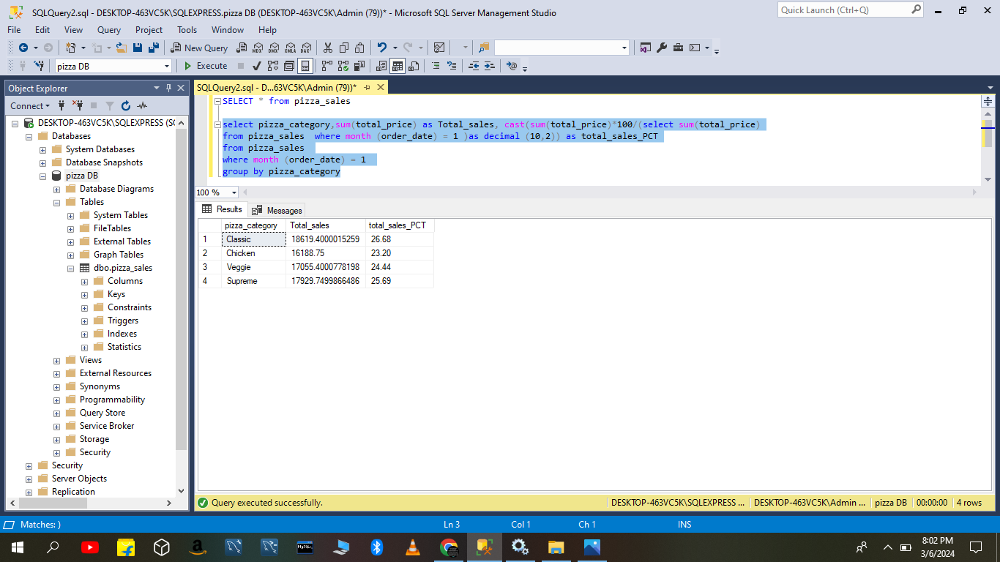 SQLQuery2.sql - DESKTOP-463VC5K\SQLEXPRESS.pizza DB (DESKTOP-463VC5K\Admin (79))* - Microsoft SQL Server Management Studio
Quick Launch (Ctrl+Q)
File Edit View Query Project Tools Window Help
New Query MDX DMX XMLA DAX
pizza DB Execute
Object Explorer
SQLQuery2.sql - D...63VC5K\Admin (79))*
Connect
DESKTOP-463VC5K\SQLEXPRESS (SQ
Databases
System Databases
Database Snapshots
pizza DB
Database Diagrams
Tables
System Tables
FileTables
External Tables
Graph Tables
dbo.pizza_sales
Columns
Keys
Constraints
Triggers
Indexes
Statistics
Views
External Resources
Synonyms
Programmability
Query Store
Service Broker
Storage
Security
Security
Server Objects
Replication
SELECT * from pizza_sales
select pizza_category,sum(total_price) as Total_sales, cast(sum(total_price)*100/(select sum(total_price)
from pizza_sales  where month (order_date) = 1 )as decimal (10,2)) as total_sales_PCT
from pizza_sales
where month (order_date) = 1
group by pizza_category
100 %
Results Messages
pizza_category Total_sales total_sales_PCT
1 Classic 18619.4000015259 26.68
2 Chicken 16188.75 23.20
3 Veggie 17055.4000778198 24.44
4 Supreme 17929.7499866486 25.69
Query executed successfully. DESKTOP-463VC5K\SQLEXPRESS ... DESKTOP-463VC5K\Admin ... pizza DB 00:00:00 4 rows
Matches: ) Ln 3 Col 1 Ch 1 INS
8:02 PM
3/6/2024